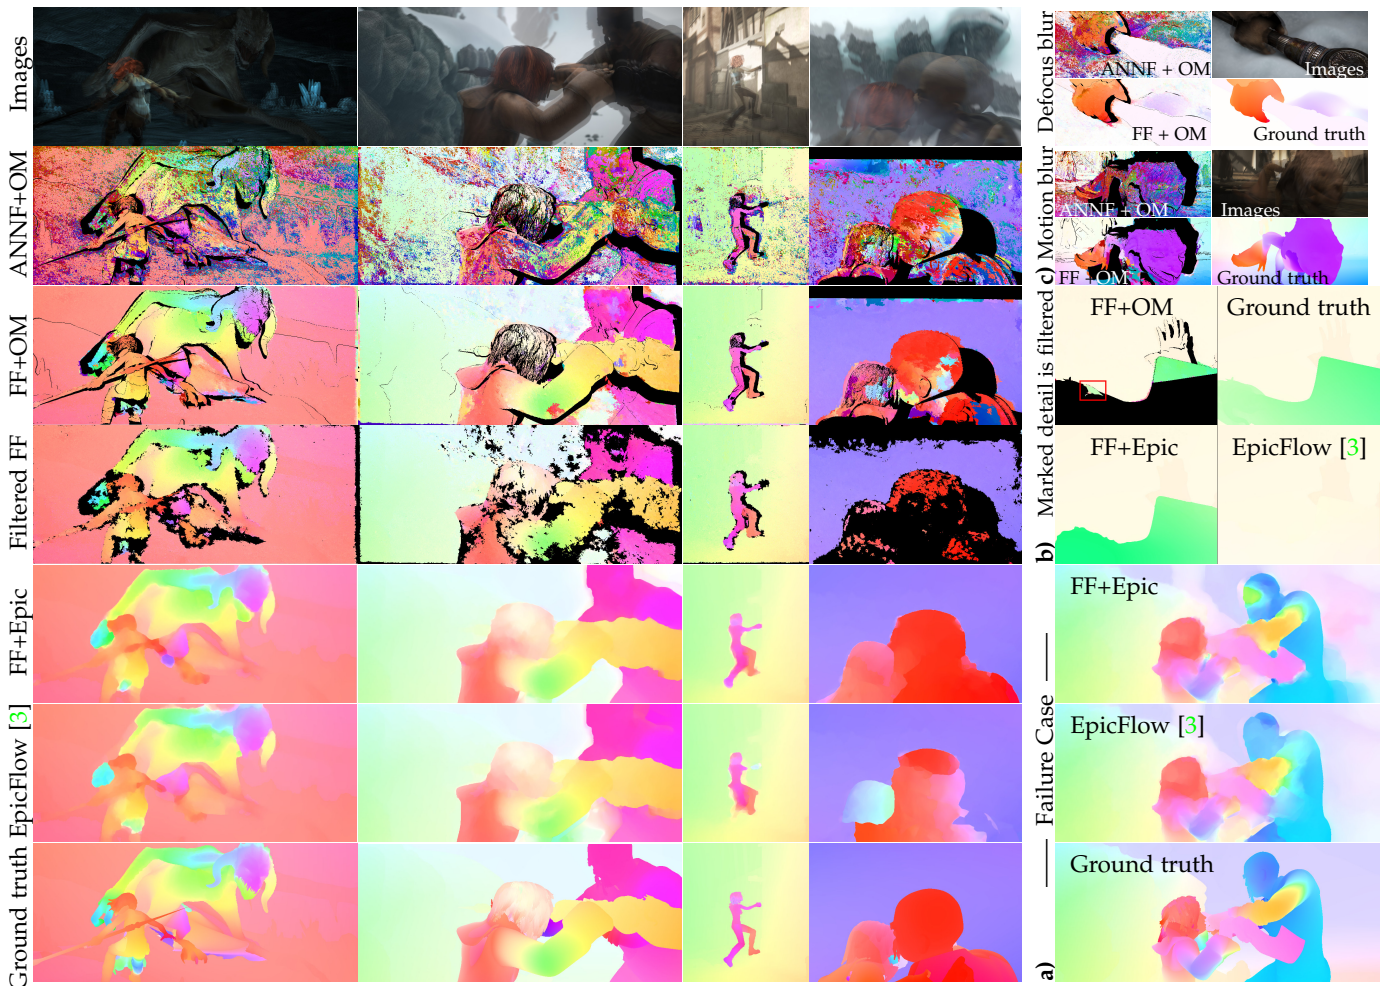 Images
ANNF+OM
FF+OM
Filtered FF
FF+Epic
EpicFlow [3]
Ground truth
c) Motion blur Defocus blur
ANNF + OM
Images
FF + OM
Ground truth
ANNF + OM
Images
FF +OM
Ground truth
b) Marked detail is filtered
FF+OM
Ground truth
FF+Epic
EpicFlow [3]
a) Failure Case
FF+Epic
EpicFlow [3]
Ground truth